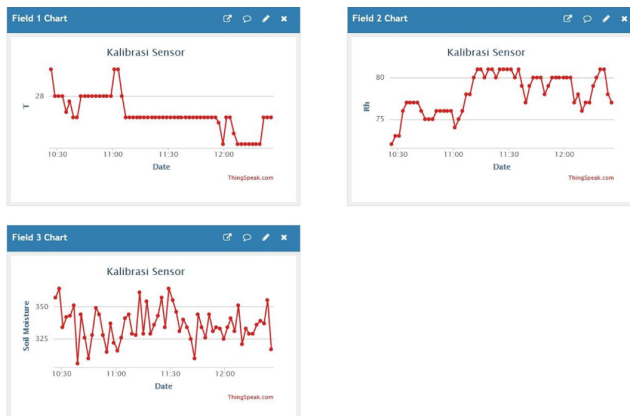 Field 1 Chart
Kalibrasi Sensor
T
28
10:30 11:00 11:30 12:00
Date
ThingSpeak.com
Field 2 Chart
Kalibrasi Sensor
Rh
80
75
10:30 11:00 11:30 12:00
Date
ThingSpeak.com
Field 3 Chart
Kalibrasi Sensor
Soil Moisture
350
325
10:30 11:00 11:30 12:00
Date
ThingSpeak.com